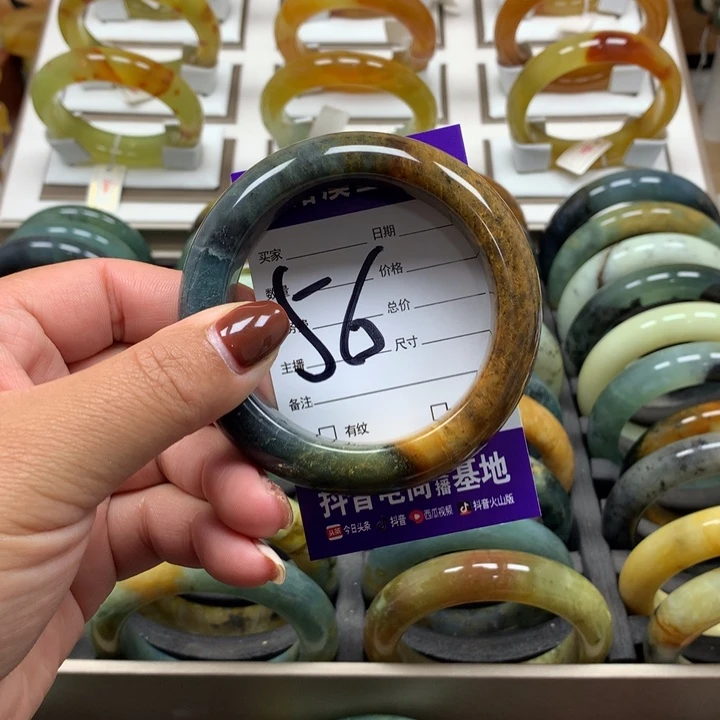 买家 日期
数量 价格
56
总价
主播 尺寸
备注
有纹
抖音电商直播基地
今日头条 抖音 西瓜视频 抖音火山版